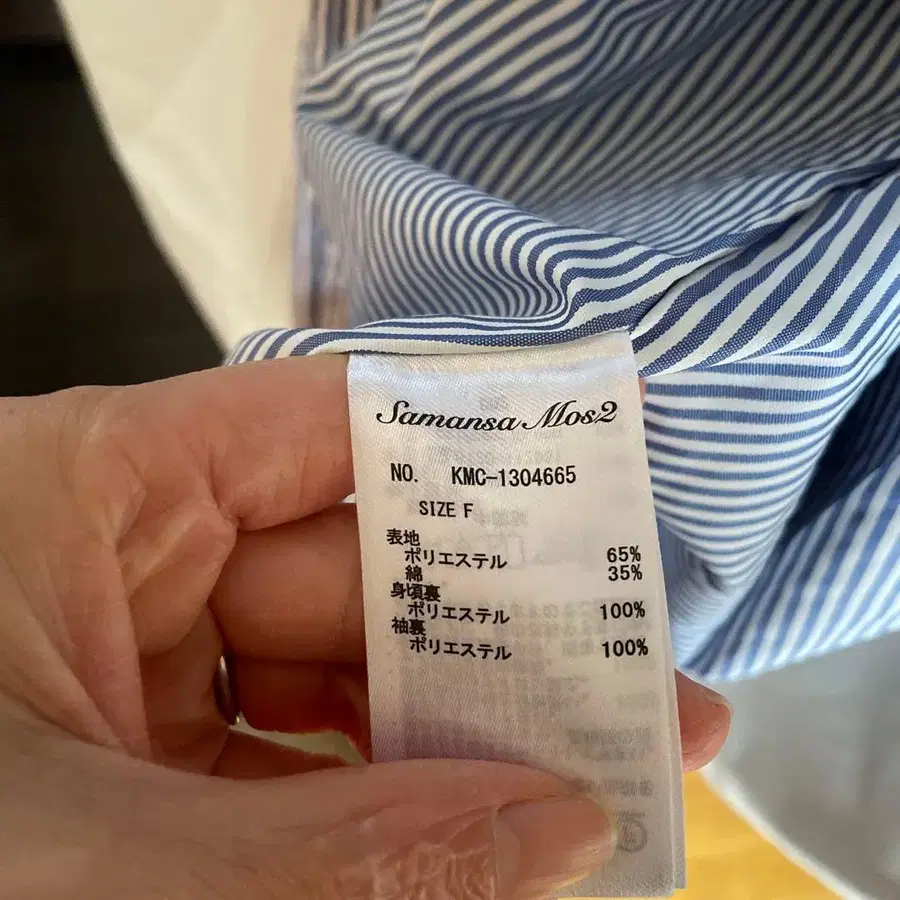 Samansa Mos2
NO. KMC-1304665
SIZE F
表地
ポリエステル 65%
綿 35%
身頃裏
ポリエステル 100%
袖裏
ポリエステル 100%